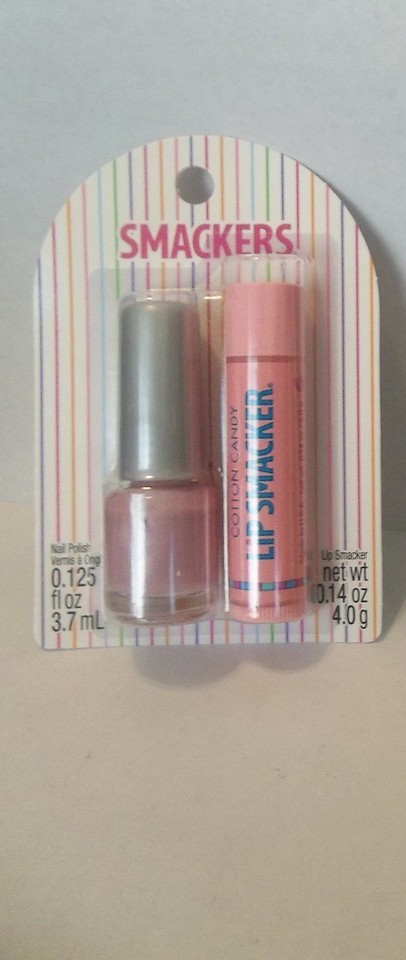 SMACKERS
COTTON CANDY
LIP SMACKER®
Nail Polish
Vernis à Ongl
0.125
fl oz
3.7 mL
Lip Smacker
net wt
0.14 oz
4.0 g